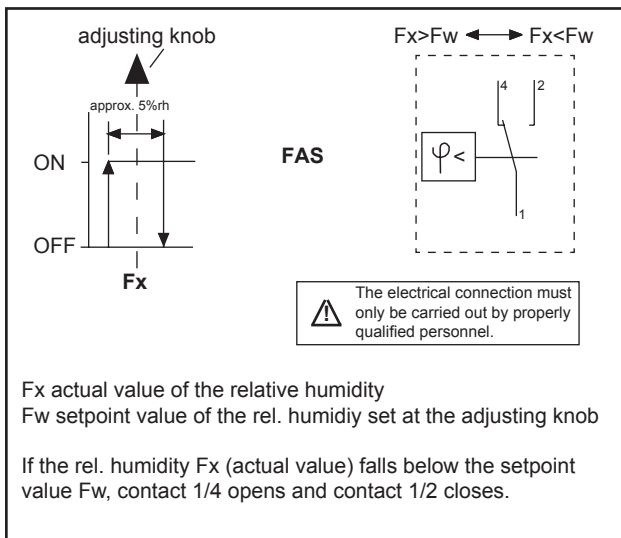 adjusting knob
approx. 5%rh
ON
OFF
Fx
FAS
Fx>Fw Fx<Fw
4 2
φ<
1
The electrical connection must
only be carried out by properly
qualified personnel.
Fx actual value of the relative humidity
Fw setpoint value of the rel. humidiy set at the adjusting knob
If the rel. humidity Fx (actual value) falls below the setpoint
value Fw, contact 1/4 opens and contact 1/2 closes.